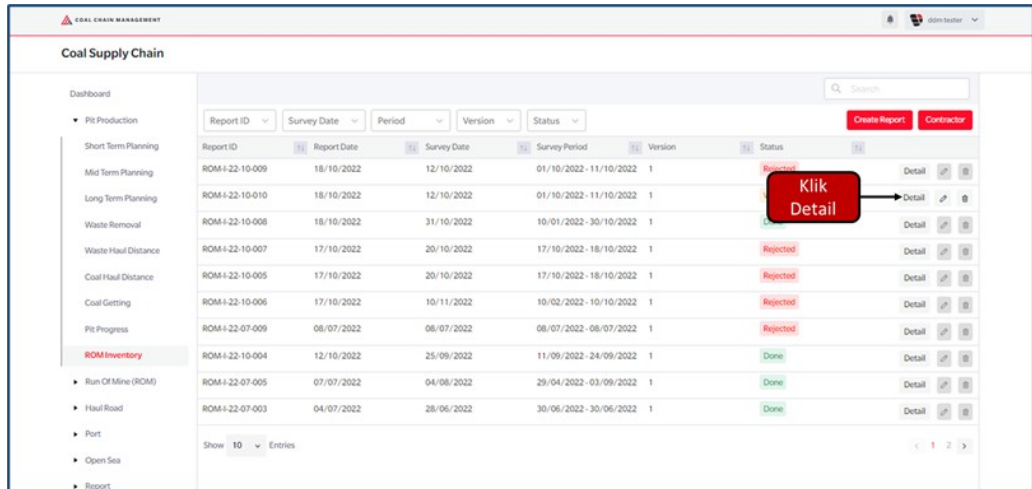 COAL CHAIN MANAGEMENT
ddm tester
Coal Supply Chain
Search
Dashboard
Pit Production
Short Term Planning
Mid Term Planning
Long Term Planning
Waste Removal
Waste Haul Distance
Coal Haul Distance
Coal Getting
Pit Progress
ROM Inventory
Run Of Mine (ROM)
Haul Road
Port
Open Sea
Report
Report ID Survey Date Period Version Status Create Report Contractor
Report ID Report Date Survey Date Survey Period Version Status
ROM-I-22-10-009 18/10/2022 12/10/2022 01/10/2022 - 11/10/2022 1 Rejected Detail
ROM-I-22-10-010 18/10/2022 12/10/2022 01/10/2022 - 11/10/2022 1 Detail
Klik
Detail
ROM-I-22-10-008 18/10/2022 31/10/2022 10/01/2022 - 30/10/2022 1 Detail
ROM-I-22-10-007 17/10/2022 20/10/2022 17/10/2022 - 18/10/2022 1 Rejected Detail
ROM-I-22-10-005 17/10/2022 20/10/2022 17/10/2022 - 18/10/2022 1 Rejected Detail
ROM-I-22-10-006 17/10/2022 10/11/2022 10/02/2022 - 10/10/2022 1 Rejected Detail
ROM-I-22-07-009 08/07/2022 08/07/2022 08/07/2022 - 08/07/2022 1 Rejected Detail
ROM-I-22-10-004 12/10/2022 25/09/2022 11/09/2022 - 24/09/2022 1 Done Detail
ROM-I-22-07-005 07/07/2022 04/08/2022 29/04/2022 - 03/09/2022 1 Done Detail
ROM-I-22-07-003 04/07/2022 28/06/2022 30/06/2022 - 30/06/2022 1 Done Detail
Show 10 Entries
1 2